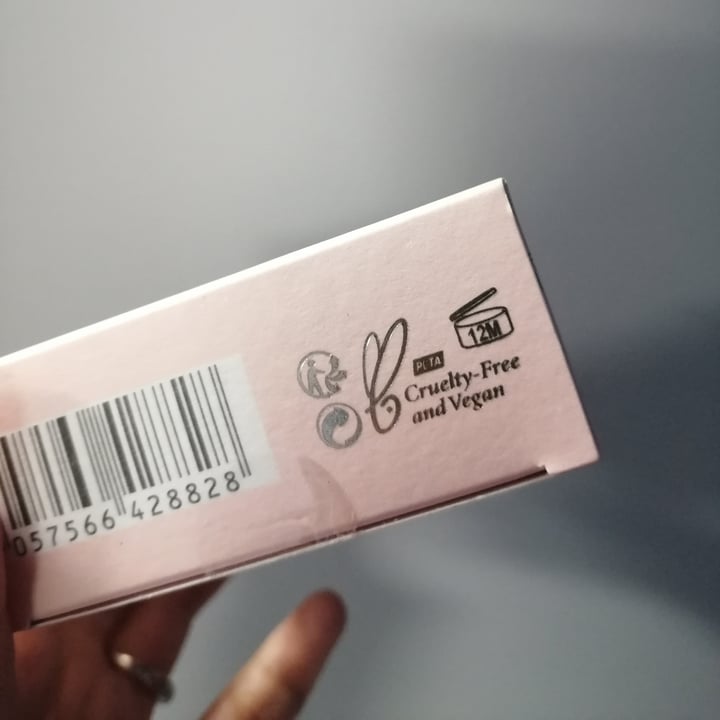 12M
PETA
Cruelty-Free
and Vegan
057566 428828